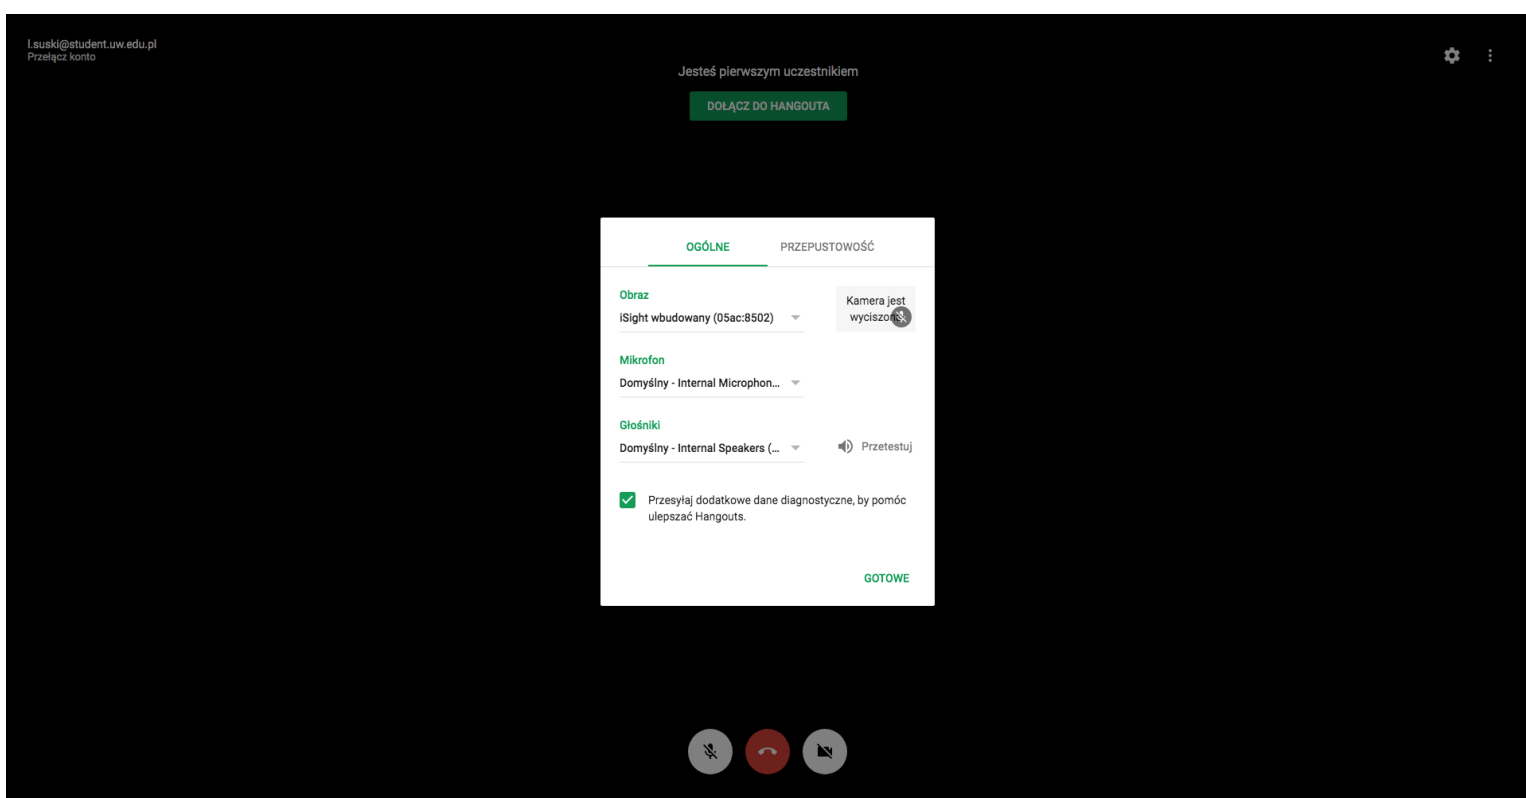 l.suski@student.uw.edu.pl
Przełącz konto
Jesteś pierwszym uczestnikiem
DOŁĄCZ DO HANGOUTA
OGÓLNE
PRZEPUSTOWOŚĆ
Obraz
iSight wbudowany (05ac:8502)
Kamera jest
Mikrofon
Domyślny - Internal Microphon...
Głośniki
Domyślny - Internal Speakers (...
Przetestuj
Przesyłaj dodatkowe dane diagnostyczne, by pomóc
ulepszać Hangouts.
GOTOWE